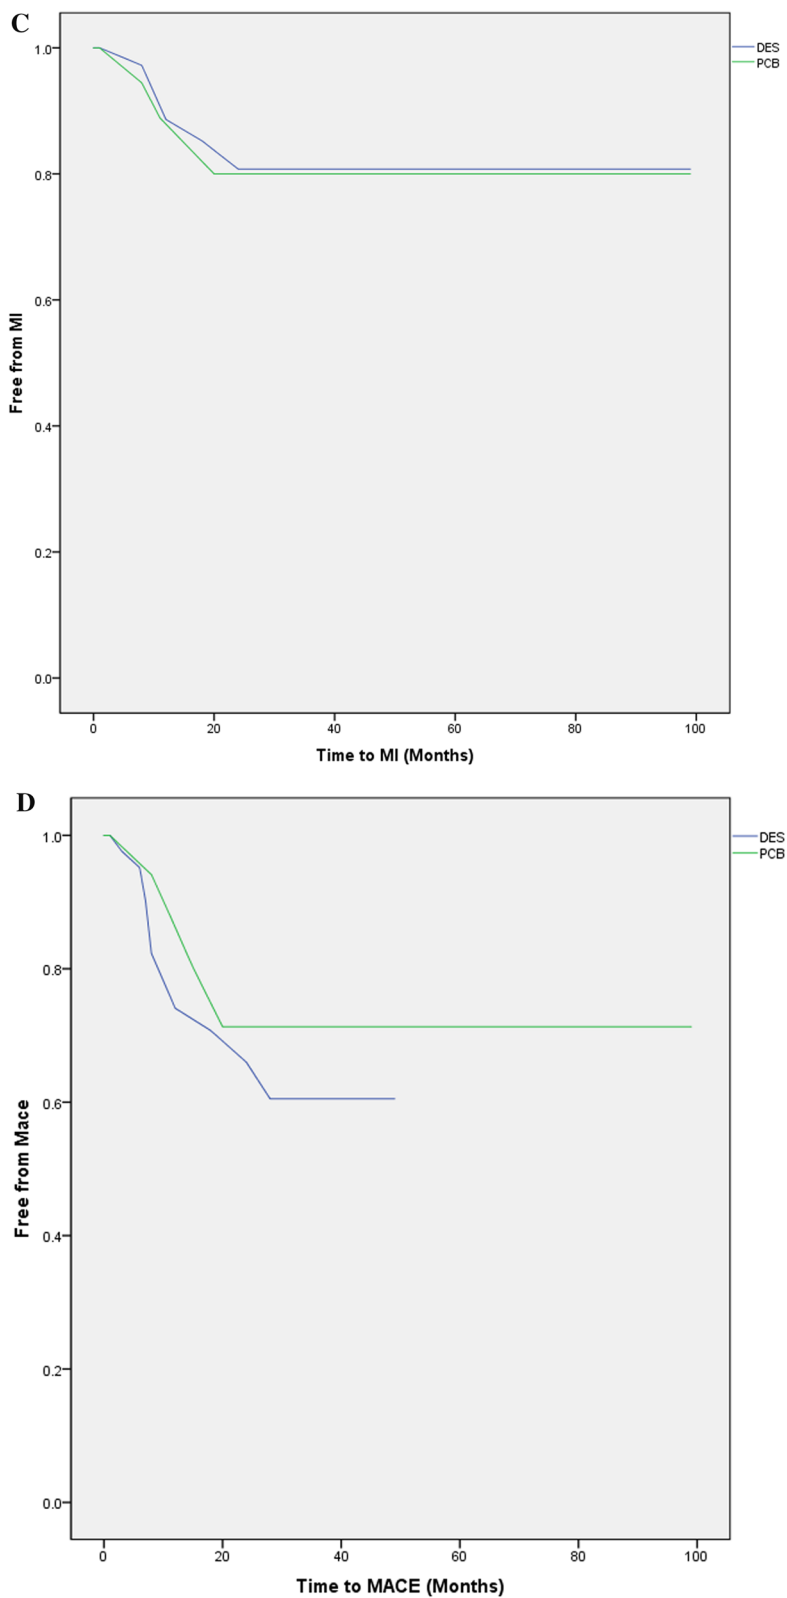 C
DES
PCB
1.0
0.8
0.6
0.4
0.2
0.0
Free from MI
0 20 40 60 80 100
Time to MI (Months)
D
DES
PCB
1.0
0.8
0.6
0.4
0.2
0.0
Free from Mace
0 20 40 60 80 100
Time to MACE (Months)